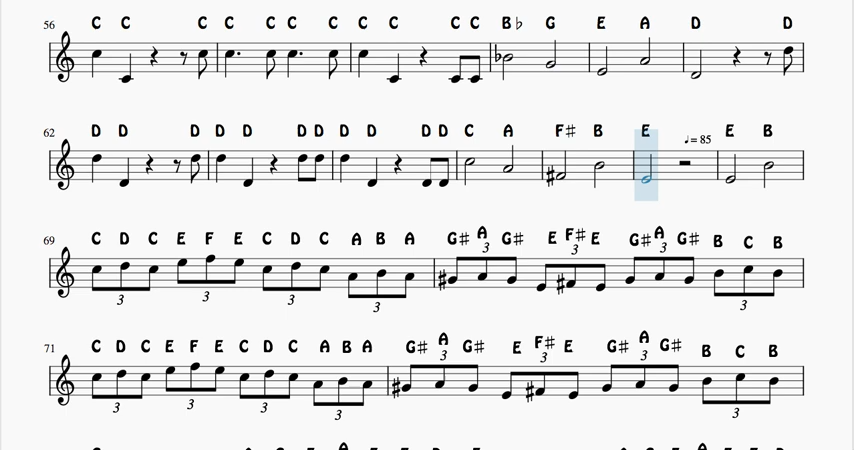 56 C C C C C C C C C C C B♭ G E A D D
62 D D D D D D D D D D D D C A F# B E ♩= 85 E B
69 C D C E F E C D C A B A G# A G# E F# E G# A G# B C B
3 3 3 3 3 3 3 3
71 C D C E F E C D C A B A G# A G# E F# E G# A G# B C B
3 3 3 3 3 3 3 3